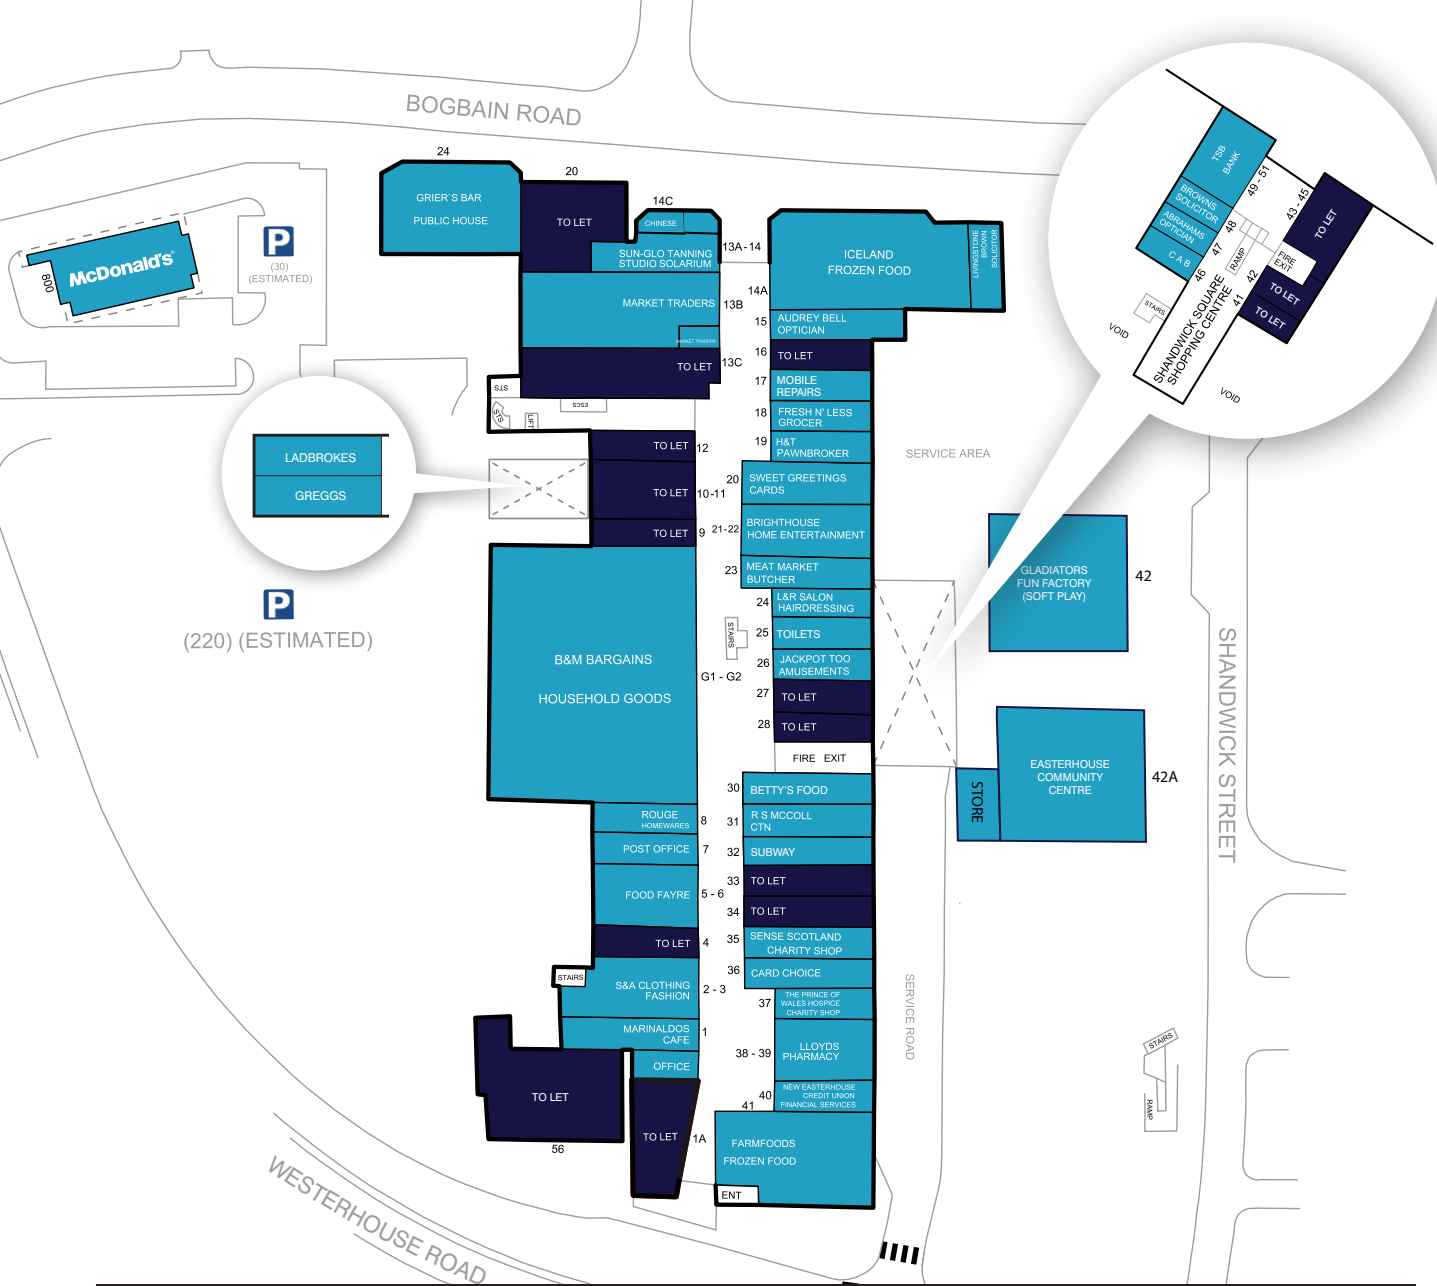 BOGBAIN ROAD
24
GRIER'S BAR
PUBLIC HOUSE
20
TO LET
14C
CHINESE
SUN-GLO TANNING
STUDIO SOLARIUM
13A-14
MARKET TRADERS
13B
MARKET TRADERS
TO LET
13C
STS
STS
LIFT
ESCS
TO LET
12
TO LET
10-11
TO LET
9
McDonald's
800
P
(30)
(ESTIMATED)
LADBROKES
GREGGS
P
(220) (ESTIMATED)
B&M BARGAINS
HOUSEHOLD GOODS
G1 - G2
STAIRS
ROUGE
HOMEWARES
8
POST OFFICE
7
FOOD FAYRE
5 - 6
TO LET
4
STAIRS
S&A CLOTHING
FASHION
2 - 3
MARINALDOS
CAFE
1
OFFICE
TO LET
56
TO LET
1A
WESTERHOUSE ROAD
ICELAND
FROZEN FOOD
14A
LIVINGSTONE
BROWN
SOLICITOR
15
AUDREY BELL
OPTICIAN
16
TO LET
17
MOBILE
REPAIRS
18
FRESH N' LESS
GROCER
19
H&T
PAWNBROKER
20
SWEET GREETINGS
CARDS
21-22
BRIGHTHOUSE
HOME ENTERTAINMENT
23
MEAT MARKET
BUTCHER
24
L&R SALON
HAIRDRESSING
25
TOILETS
26
JACKPOT TOO
AMUSEMENTS
27
TO LET
28
TO LET
FIRE EXIT
30
BETTY'S FOOD
31
R S MCCOLL
CTN
32
SUBWAY
33
TO LET
34
TO LET
35
SENSE SCOTLAND
CHARITY SHOP
36
CARD CHOICE
37
THE PRINCE OF
WALES HOSPICE
CHARITY SHOP
38 - 39
LLOYDS
PHARMACY
40
NEW EASTERHOUSE
CREDIT UNION
FINANCIAL SERVICES
41
FARMFOODS
FROZEN FOOD
ENT
SERVICE AREA
SERVICE ROAD
GLADIATORS
FUN FACTORY
(SOFT PLAY)
42
EASTERHOUSE
COMMUNITY
CENTRE
42A
STORE
SHANDWICK STREET
STAIRS
RAMP
TSB
BANK
49 - 51
BROWNS
SOLICITOR
48
ABRAHAMS
OPTICIAN
47
C A B
46
43 - 45
TO LET
FIRE
EXIT
RAMP
42
TO LET
41
TO LET
STAIRS
VOID
SHANDWICK SQUARE
SHOPPING CENTRE
VOID